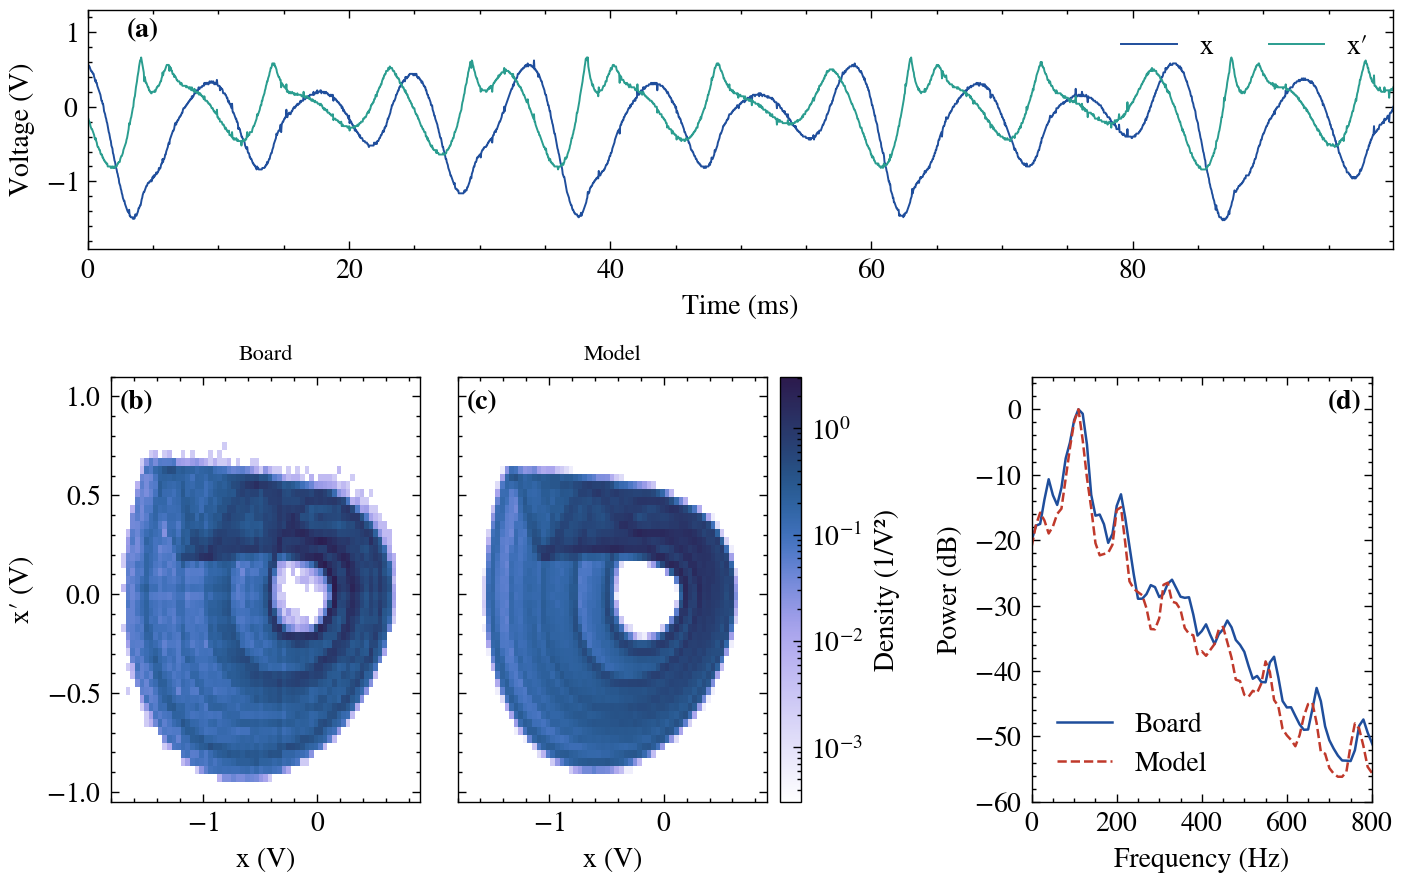 (a)
x x′
1
0
−1
Voltage (V)
0 20 40 60 80
Time (ms)
Board Model
(b) (c) (d)
1.0
0.5
0.0
−0.5
−1.0
x′ (V)
−1 0
x (V)
−1 0
x (V)
10⁰
10⁻¹
10⁻²
10⁻³
Density (1/V²)
0
−10
−20
−30
−40
−50
−60
Power (dB)
Board
Model
0 200 400 600 800
Frequency (Hz)